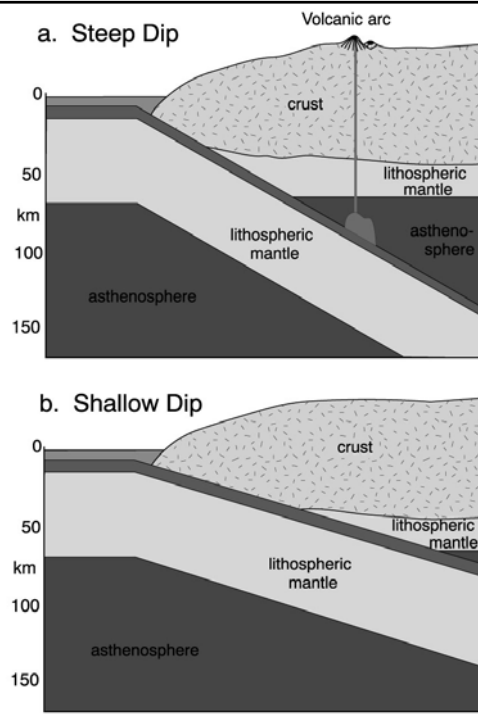 Volcanic arc
a. Steep Dip
0
crust
50
lithospheric
mantle
km
lithospheric
mantle
astheno-
sphere
100
asthenosphere
150
b. Shallow Dip
0
crust
50
lithospheric
mantle
km
lithospheric
mantle
100
asthenosphere
150